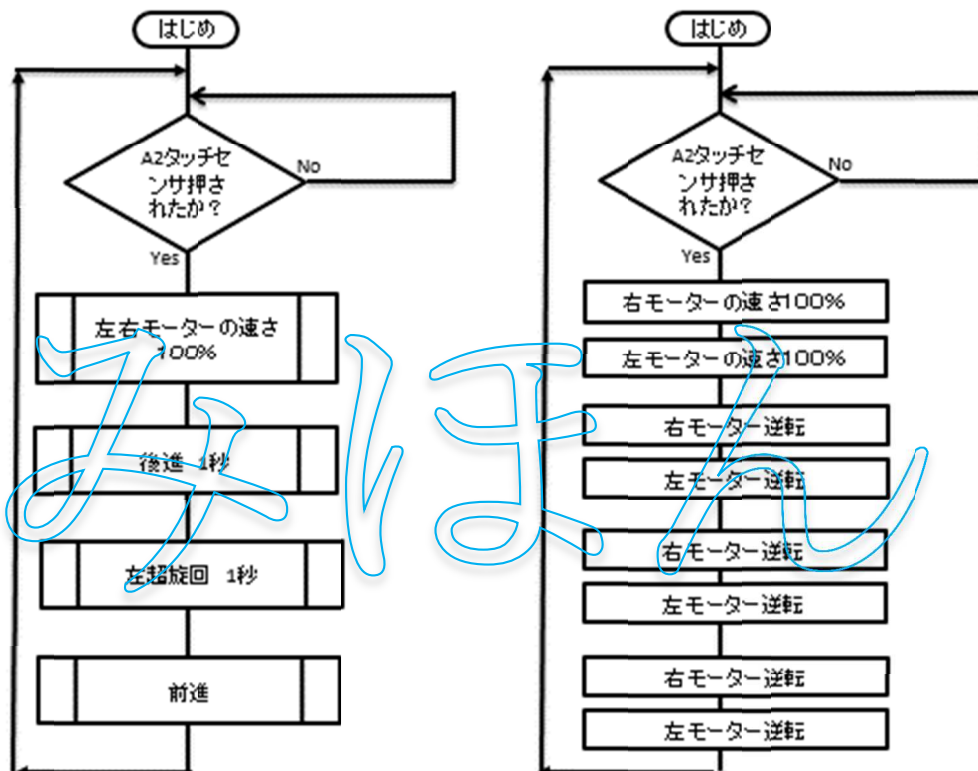 はじめ
A2タッチセ
ンサ押さ
れたか？
No
Yes
左右モーターの速さ
100%
後進 1秒
左超旋回 1秒
前進
はじめ
A2タッチセ
ンサ押さ
れたか？
No
Yes
右モーターの速さ100%
左モーターの速さ100%
右モーター逆転
左モーター逆転
右モーター逆転
左モーター逆転
右モーター逆転
左モーター逆転
みほん